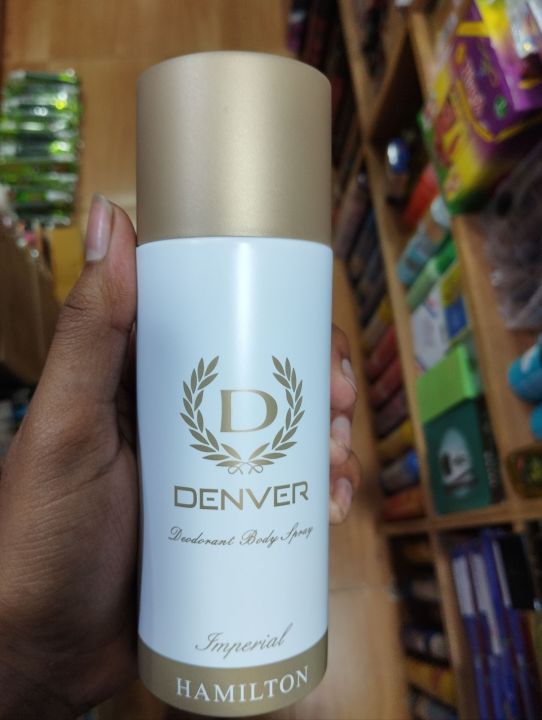 D
DENVER
Deodorant Body Spray
Imperial
HAMILTON